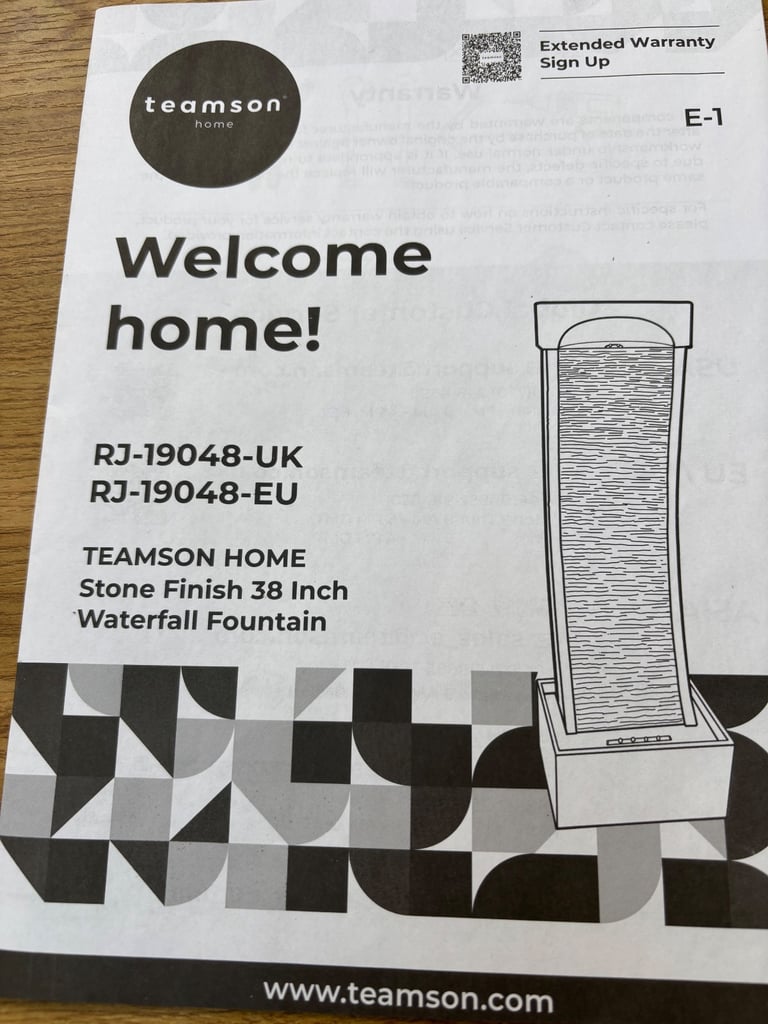 teamson
home
Extended Warranty
Sign Up
E-1
Welcome
home!
RJ-19048-UK
RJ-19048-EU
TEAMSON HOME
Stone Finish 38 Inch
Waterfall Fountain
www.teamson.com